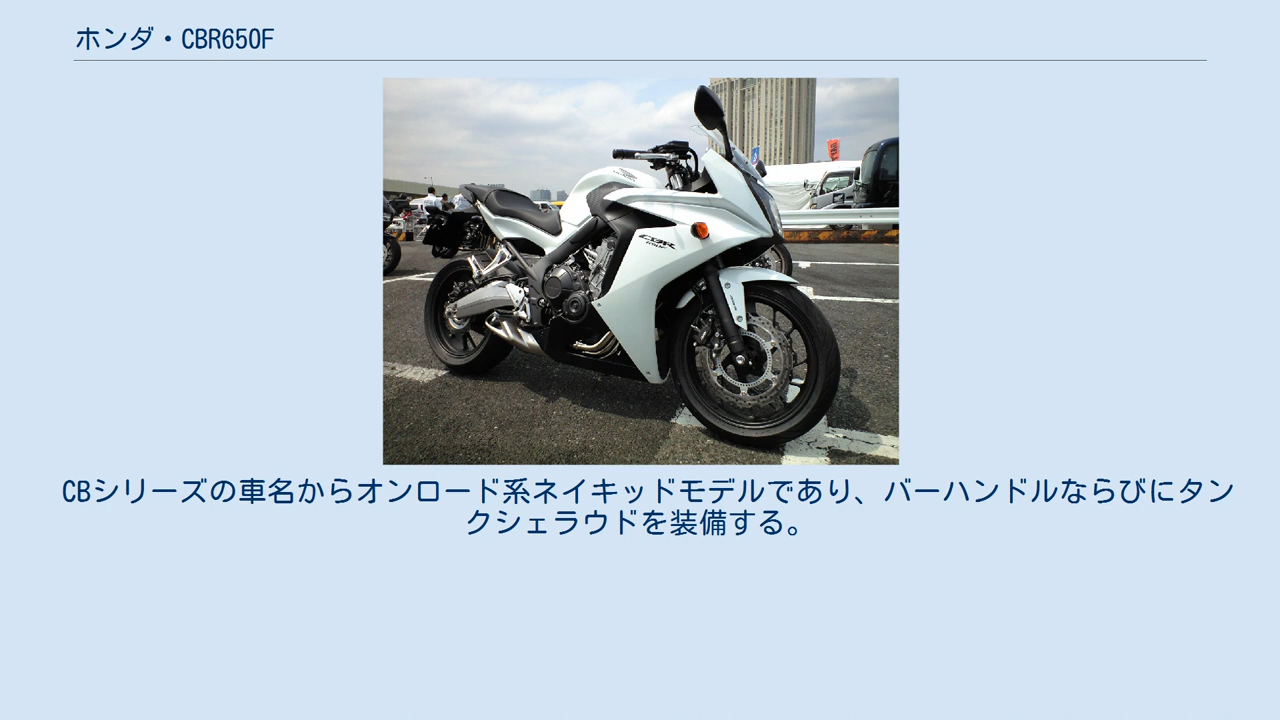 ホンダ・CBR650F
CBR
CBシリーズの車名からオンロード系ネイキッドモデルであり、バーハンドルならびにタン
クシェラウドを装備する。